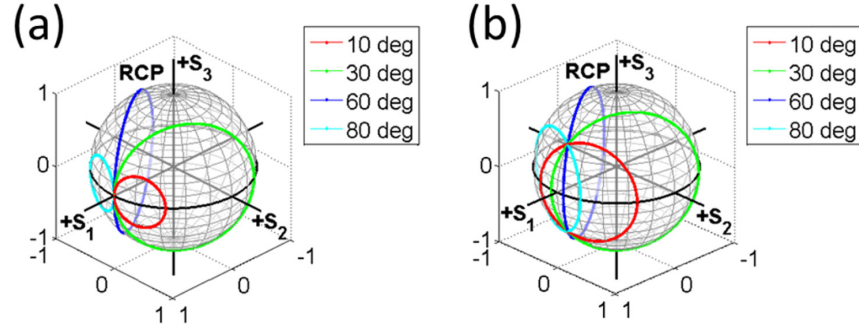 (a)
RCP
+S3
10 deg
30 deg
60 deg
80 deg
1
0
-1
+S1
+S2
-1
0
1
1
0
-1
(b)
RCP
+S3
10 deg
30 deg
60 deg
80 deg
1
0
-1
+S1
+S2
-1
0
1
1
0
-1